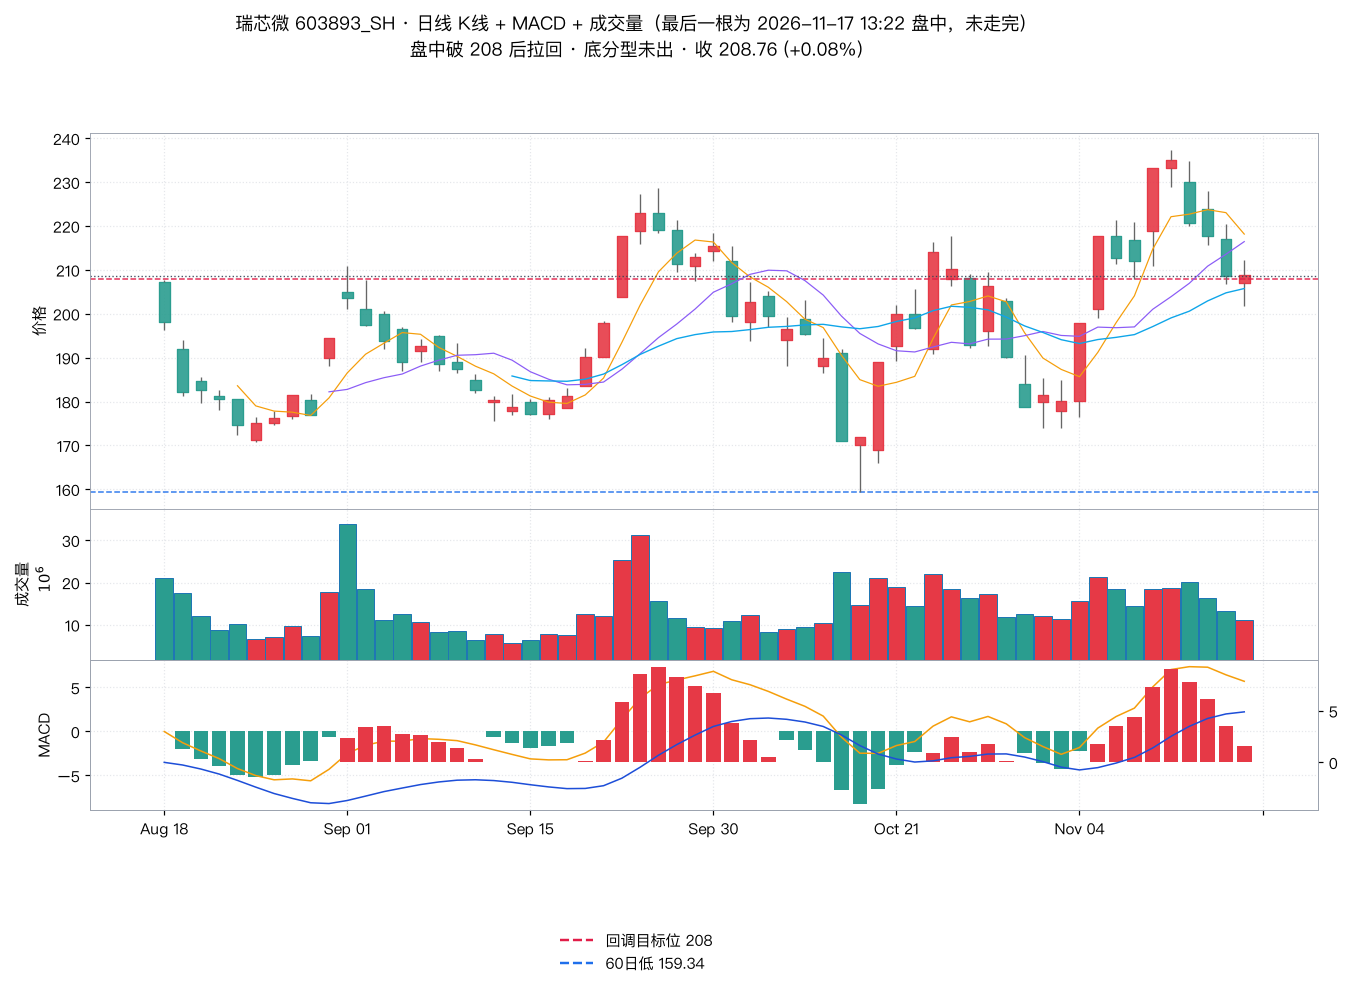 瑞芯微 603893_SH · 日线 K线 + MACD + 成交量（最后一根为 2026−11−17 13:22 盘中，未走完）
盘中破 208 后拉回 · 底分型未出 · 收 208.76 (+0.08%)
价格
240
230
220
210
200
190
180
170
160
成交量
10⁶
30
20
10
MACD
5
0
−5
5
0
Aug 18
Sep 01
Sep 15
Sep 30
Oct 21
Nov 04
回调目标位 208
60日低 159.34